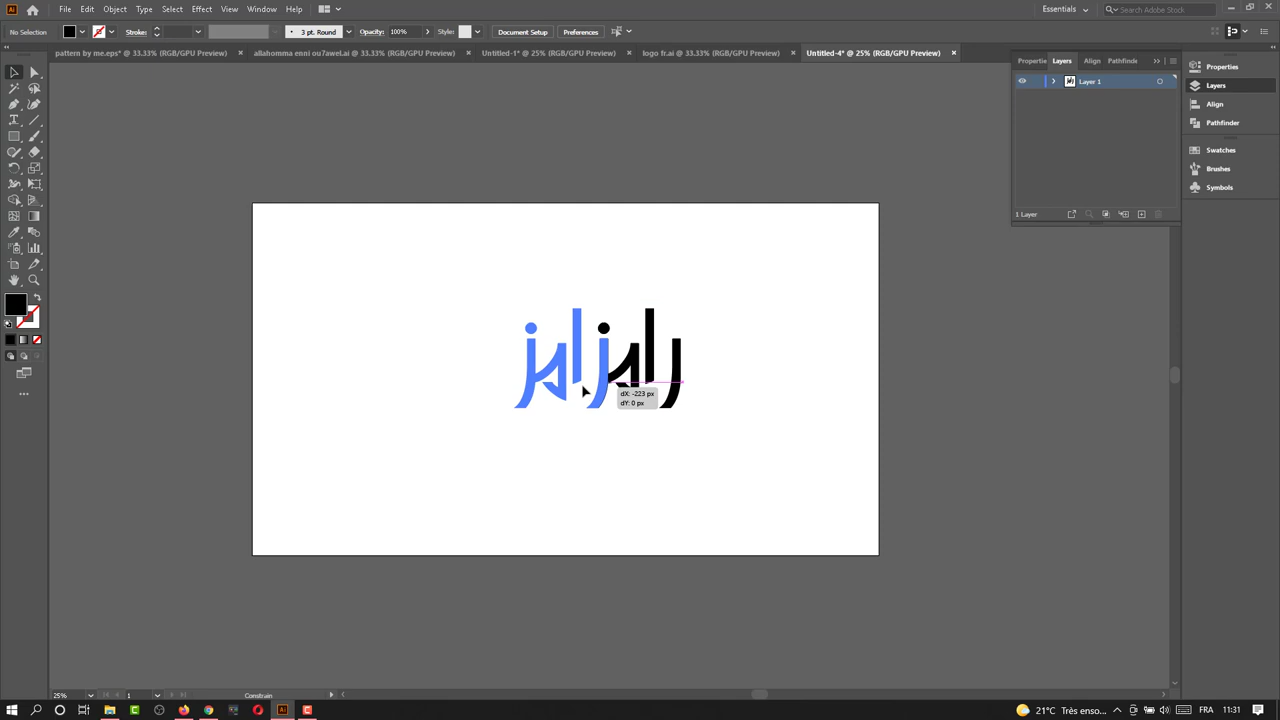 Ai File Edit Object Type Select Effect View Window Help Essentials Search Adobe Stock
No Selection Stroke: 3 pt. Round Opacity: 100% Style: Document Setup Preferences
pattern by me.eps* @ 33.33% (RGB/GPU Preview) × allahomma enni ou7awel.ai @ 33.33% (RGB/GPU Preview) × Untitled-1* @ 25% (RGB/GPU Preview) × logo fr.ai @ 33.33% (RGB/GPU Preview) × Untitled-4* @ 25% (RGB/GPU Preview) ×
Propertie Layers Align Pathfinde
Layer 1
1 Layer
Properties
Layers
Align
Pathfinder
Swatches
Brushes
Symbols
dX: -223 px
dY: 0 px
25% 1 Constrain
Ai 21°C Très enso... FRA 11:31